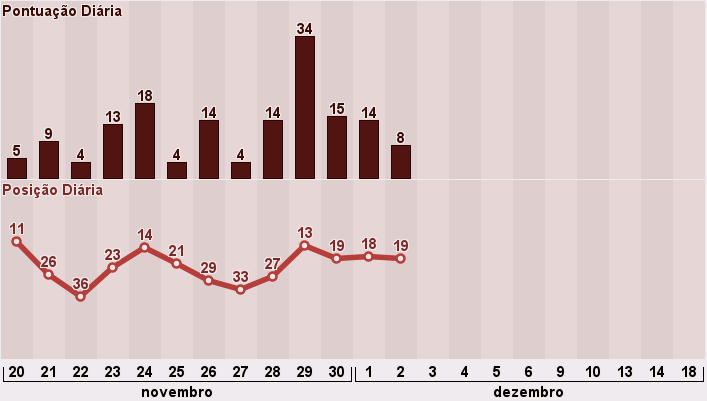 Pontuação Diária
5 9 4 13 18 4 14 4 14 34 15 14 8
Posição Diária
11 26 36 23 14 21 29 33 27 13 19 18 19
20 21 22 23 24 25 26 27 28 29 30 1 2 3 4 5 6 9 10 13 14 18
novembro dezembro